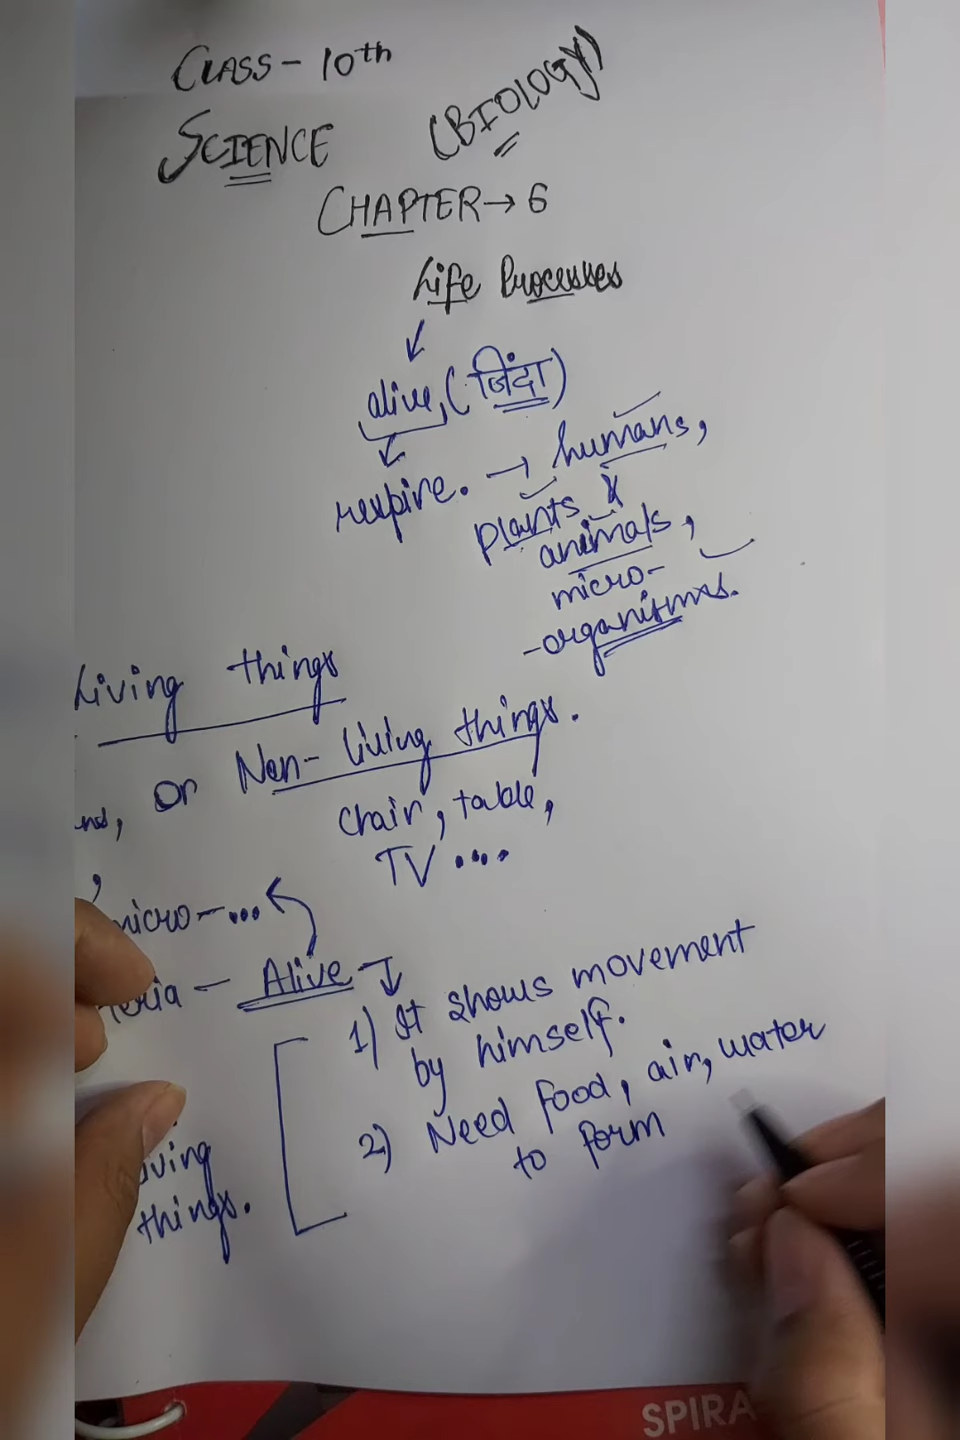 CLASS - 10th
SCIENCE (BIOLOGY)
CHAPTER → 6
Life Processes
alive, (जिंदा)
respire. → humans,
plants &
animals,
micro-
-organisms.
Living things
or Non-living things.
chair, table,
TV ....
micro-...
Alive
1) It shows movement
by himself.
2) Need food, air, water
to form
things.
SPIRA